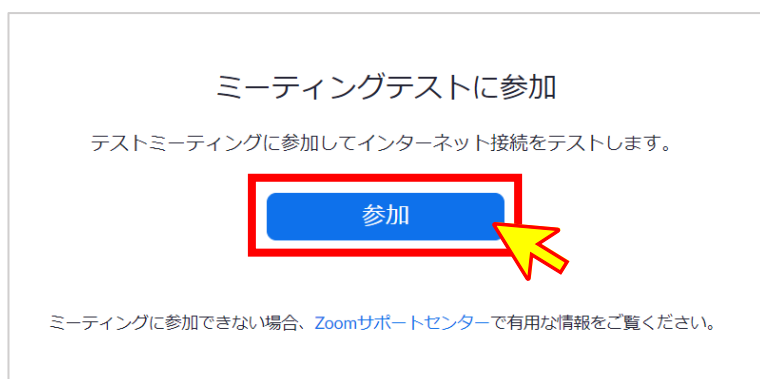 ミーティングテストに参加
テストミーティングに参加してインターネット接続をテストします。
参加
ミーティングに参加できない場合、Zoomサポートセンターで有用な情報をご覧ください。